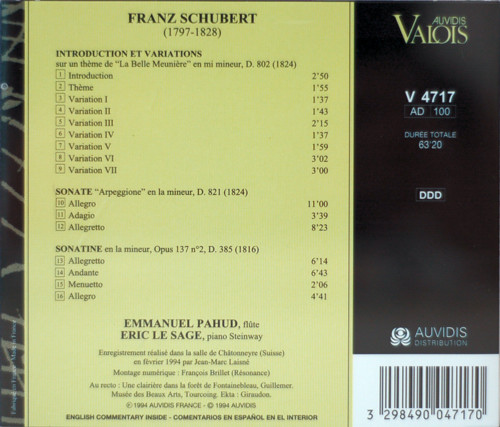 FRANZ SCHUBERT
(1797-1828)
INTRODUCTION ET VARIATIONS
sur un thème de "La Belle Meunière" en mi mineur, D. 802 (1824)
1 Introduction 2'50
2 Thème 1'55
3 Variation I 1'37
4 Variation II 1'43
5 Variation III 2'15
6 Variation IV 1'37
7 Variation V 1'59
8 Variation VI 3'02
9 Variation VII 3'00
SONATE "Arpeggione" en la mineur, D. 821 (1824)
10 Allegro 11'00
11 Adagio 3'39
12 Allegretto 8'23
SONATINE en la mineur, Opus 137 n°2, D. 385 (1816)
13 Allegretto 6'14
14 Andante 6'43
15 Menuetto 2'06
16 Allegro 4'41
EMMANUEL PAHUD, flûte
ERIC LE SAGE, piano Steinway
Enregistrement réalisé dans la salle de Châtonneyre (Suisse)
en février 1994 par Jean-Marc Laisné
Montage numérique : François Brillet (Résonance)
Au recto : Une clairière dans la forêt de Fontainebleau, Guillemer.
Musée des Beaux Arts, Tourcoing. Ekta : Giraudon.
℗ 1994 AUVIDIS FRANCE - © 1994 AUVIDIS
ENGLISH COMMENTARY INSIDE - COMENTARIOS EN ESPAÑOL EN EL INTERIOR
AUVIDIS
VALOIS
V 4717
AD 100
DURÉE TOTALE
63'20
DDD
AUVIDIS
DISTRIBUTION
3 298490 047170